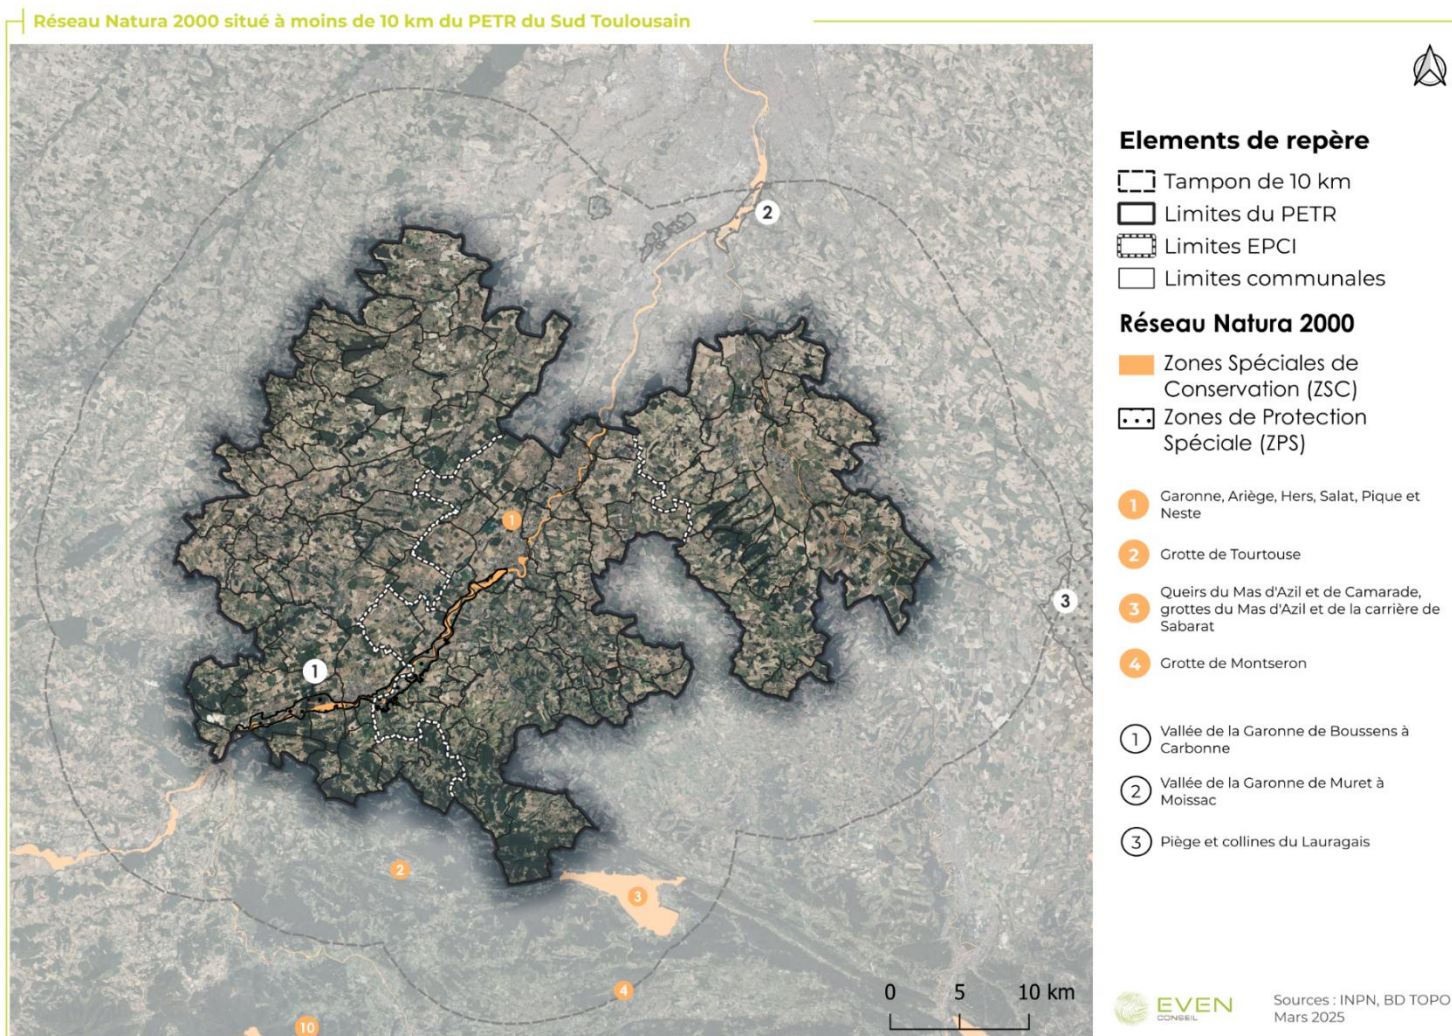 Réseau Natura 2000 situé à moins de 10 km du PETR du Sud Toulousain
2
1
3
1
2
3
4
10
0 5 10 km
Elements de repère
Tampon de 10 km
Limites du PETR
Limites EPCI
Limites communales
Réseau Natura 2000
Zones Spéciales de
Conservation (ZSC)
Zones de Protection
Spéciale (ZPS)
1 Garonne, Ariège, Hers, Salat, Pique et
Neste
2 Grotte de Tourtouse
Queirs du Mas d'Azil et de Camarade,
3 grottes du Mas d'Azil et de la carrière de
Sabarat
4 Grotte de Montseron
1 Vallée de la Garonne de Boussens à
Carbonne
2 Vallée de la Garonne de Muret à
Moissac
3 Piège et collines du Lauragais
EVEN
CONSEIL
Sources : INPN, BD TOPO
Mars 2025